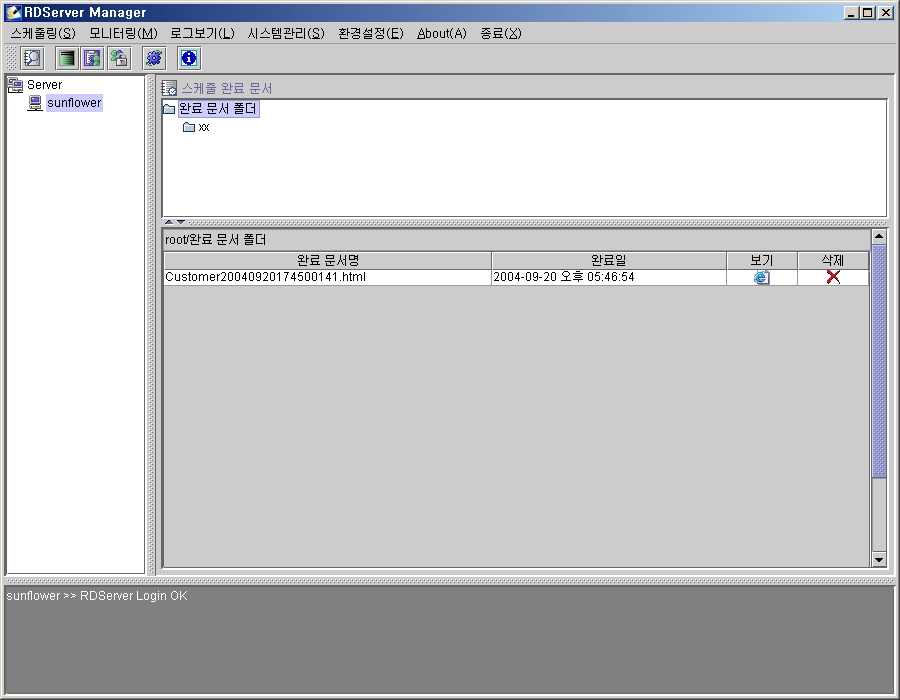 RDServer Manager
스케줄링(S) 모니터링(M) 로그보기(L) 시스템관리(S) 환경설정(E) About(A) 종료(X)
Server
sunflower
스케줄 완료 문서
완료 문서 폴더
xx
root/완료 문서 폴더
완료 문서명 완료일 보기 삭제
Customer20040920174500141.html 2004-09-20 오후 05:46:54
sunflower >> RDServer Login OK